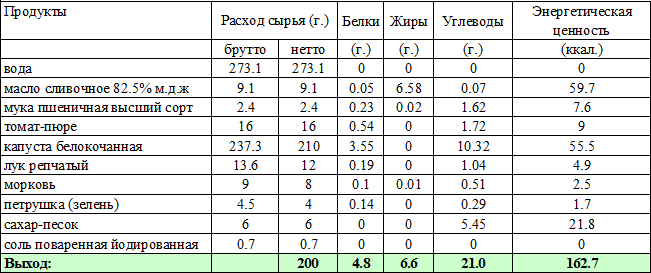 Продукты Расход сырья (г.) Белки Жиры Углеводы Энергетическая ценность
брутто нетто (г.) (г.) (г.) (ккал.)
вода 273.1 273.1 0 0 0 0
масло сливочное 82.5% м.д.ж 9.1 9.1 0.05 6.58 0.07 59.7
мука пшеничная высший сорт 2.4 2.4 0.23 0.02 1.62 7.6
томат-пюре 16 16 0.54 0 1.72 9
капуста белокочанная 237.3 210 3.55 0 10.32 55.5
лук репчатый 13.6 12 0.19 0 1.04 4.9
морковь 9 8 0.1 0.01 0.51 2.5
петрушка (зелень) 4.5 4 0.14 0 0.29 1.7
сахар-песок 6 6 0 0 5.45 21.8
соль поваренная йодированная 0.7 0.7 0 0 0 0
Выход: 200 4.8 6.6 21.0 162.7